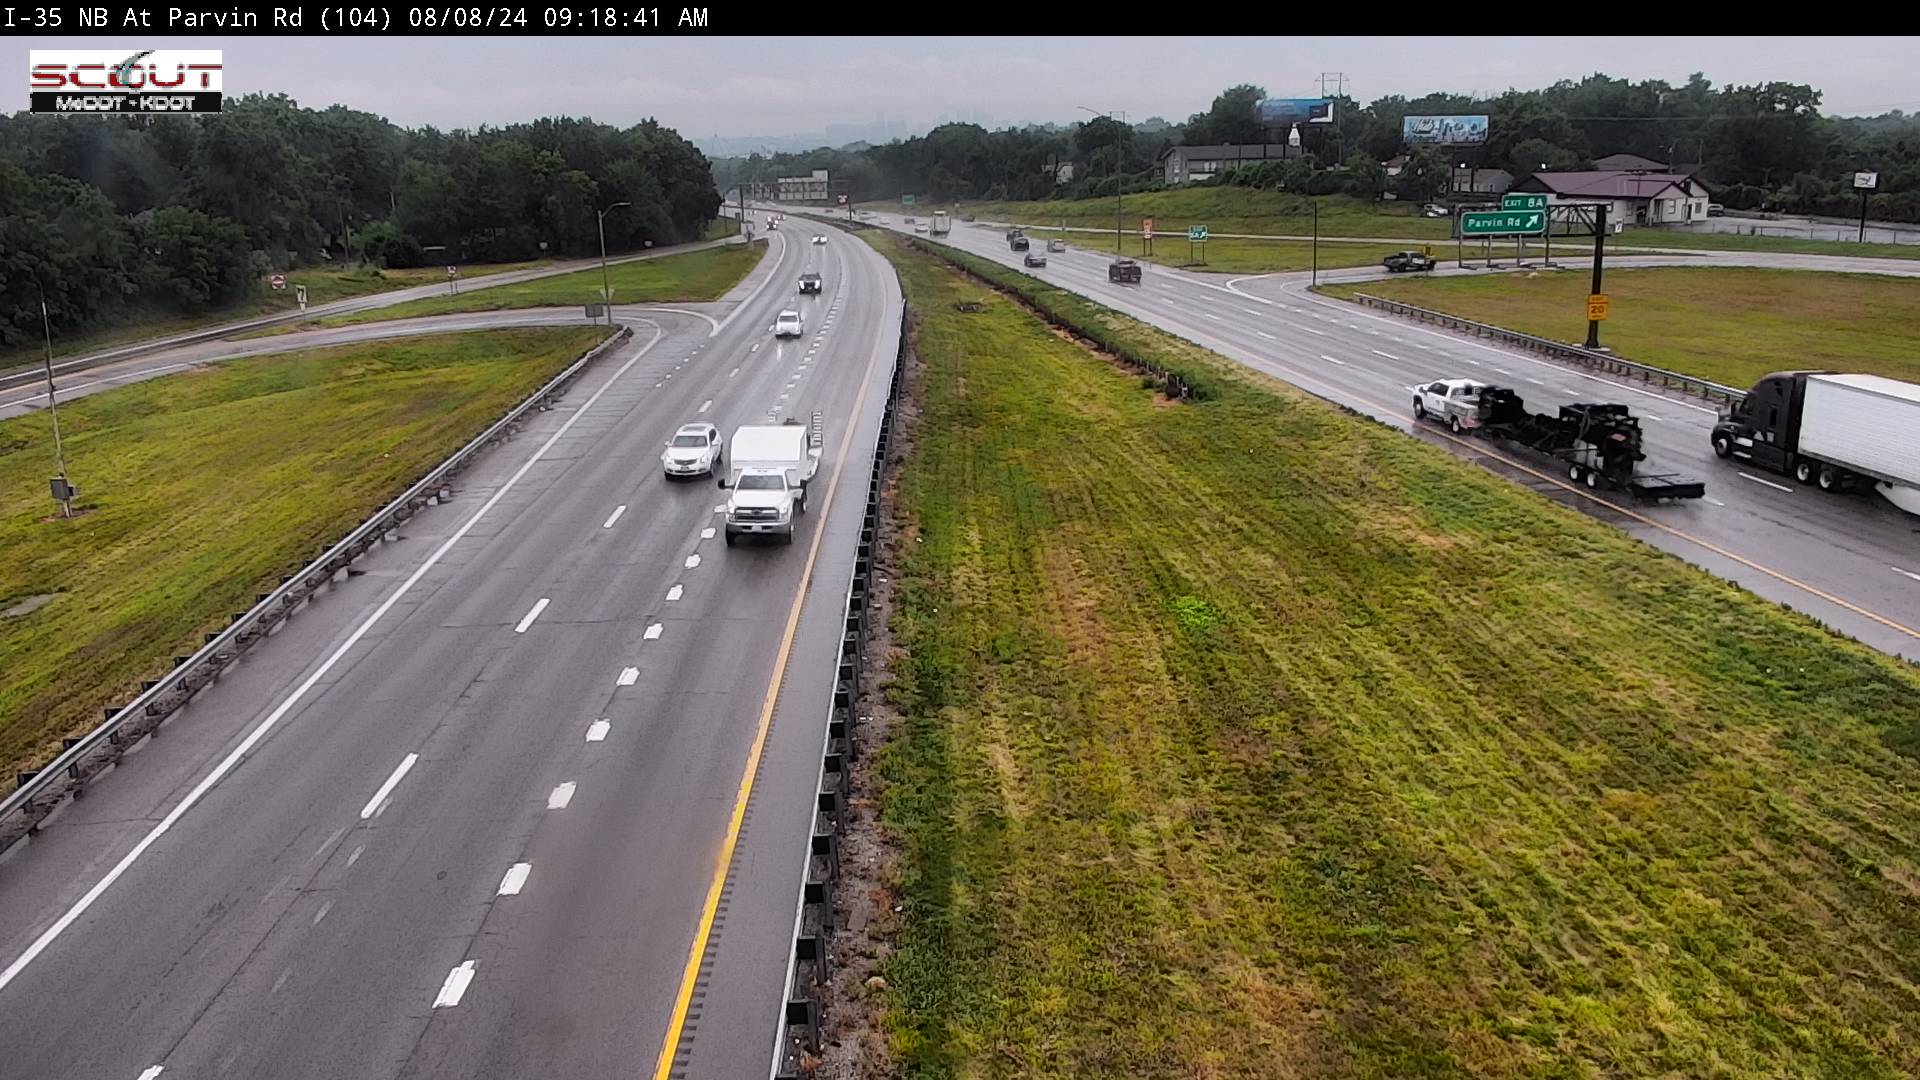 I-35 NB At Parvin Rd (104) 08/08/24 09:18:41 AM
SCOUT
MoDOT - KDOT
EXIT 8A
Parvin Rd
20